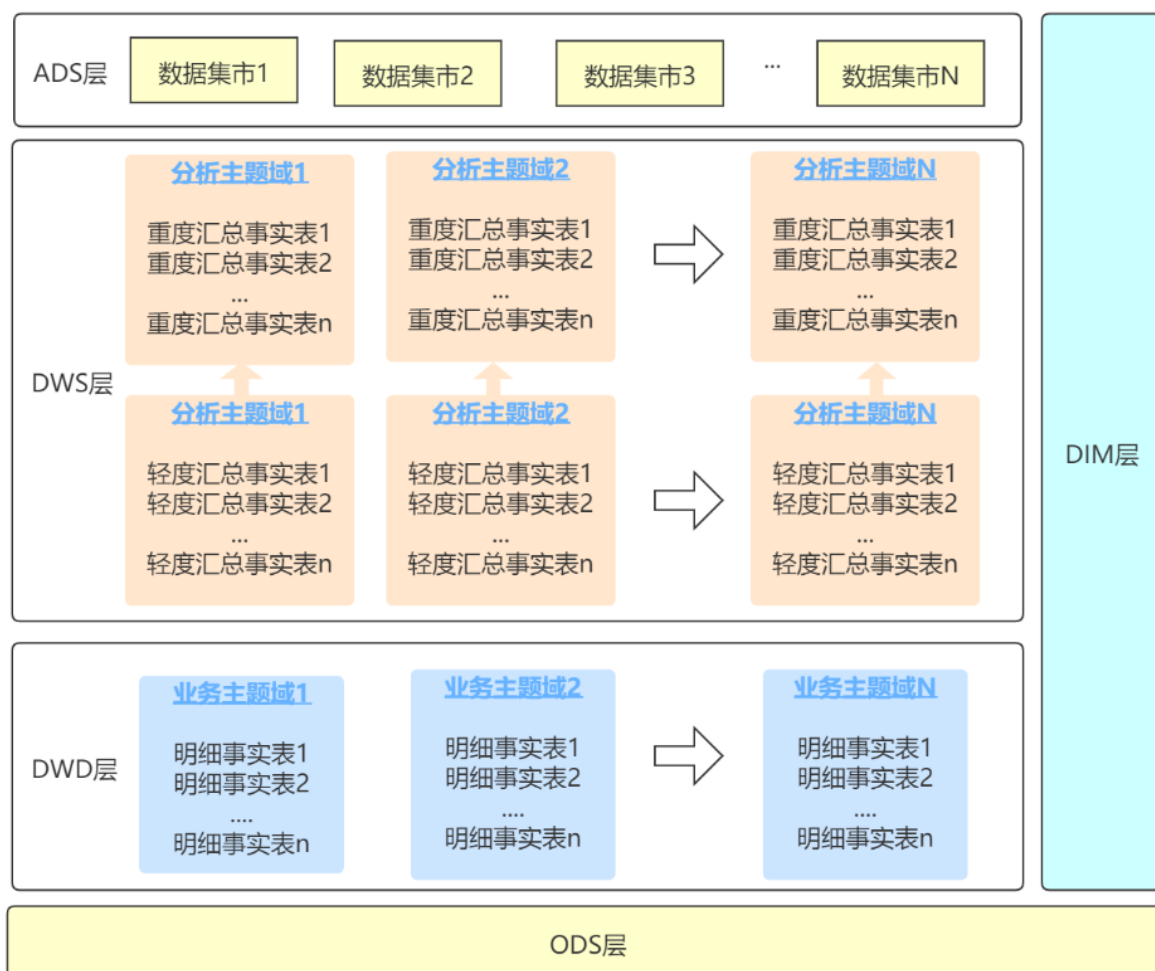 ADS层
数据集市1
数据集市2
数据集市3
...
数据集市N
DWS层
分析主题域1
重度汇总事实表1
重度汇总事实表2
...
重度汇总事实表n
分析主题域2
重度汇总事实表1
重度汇总事实表2
...
重度汇总事实表n
分析主题域N
重度汇总事实表1
重度汇总事实表2
...
重度汇总事实表n
分析主题域1
轻度汇总事实表1
轻度汇总事实表2
...
轻度汇总事实表n
分析主题域2
轻度汇总事实表1
轻度汇总事实表2
...
轻度汇总事实表n
分析主题域N
轻度汇总事实表1
轻度汇总事实表2
...
轻度汇总事实表n
DWD层
业务主题域1
明细事实表1
明细事实表2
....
明细事实表n
业务主题域2
明细事实表1
明细事实表2
....
明细事实表n
业务主题域N
明细事实表1
明细事实表2
....
明细事实表n
DIM层
ODS层